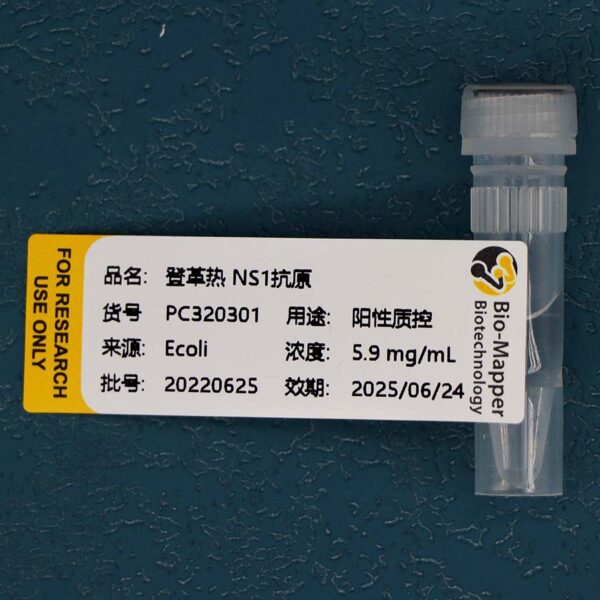 FOR RESEARCH
USE ONLY
品名: 登革热 NS1抗原
货号 PC320301 用途: 阳性质控
来源: Ecoli 浓度: 5.9 mg/mL
批号: 20220625 效期: 2025/06/24
Bio-Mapper
Biotechnology